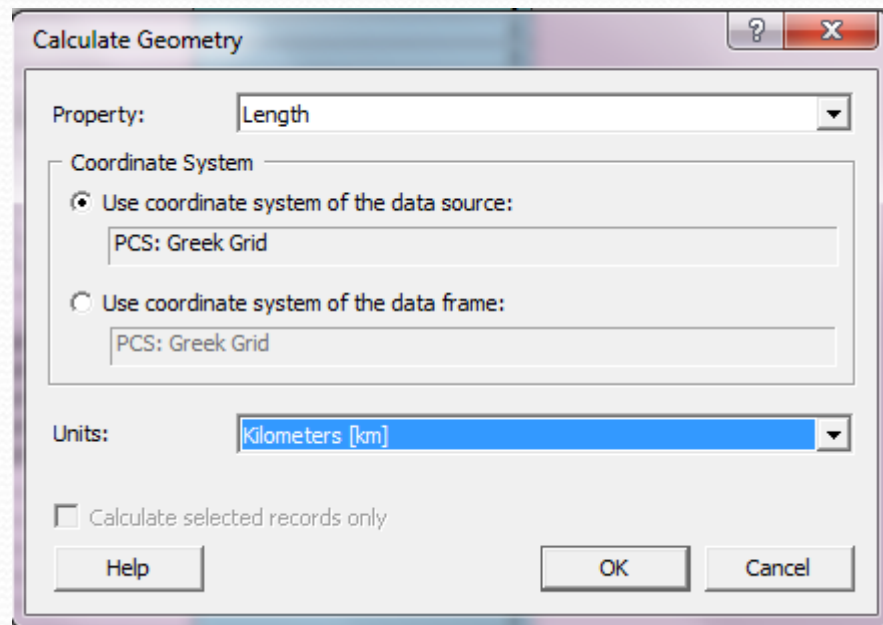 Calculate Geometry
?
X
Property: Length
Coordinate System
Use coordinate system of the data source:
PCS: Greek Grid
Use coordinate system of the data frame:
PCS: Greek Grid
Units: Kilometers [km]
Calculate selected records only
Help OK Cancel